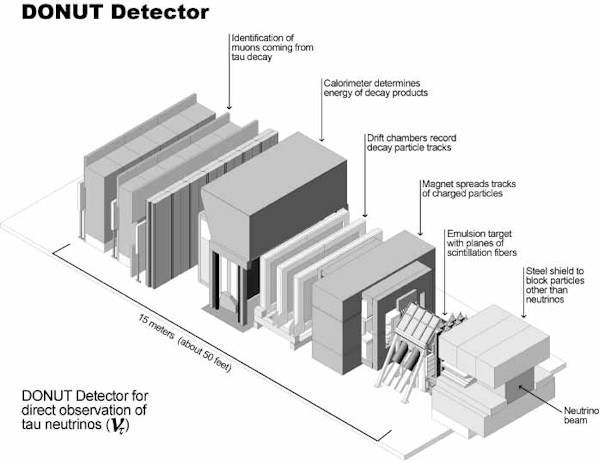 DONUT Detector
Identification of
muons coming from
tau decay
Calorimeter determines
energy of decay products
Drift chambers record
decay particle tracks
Magnet spreads tracks
of charged particles
Emulsion target
with planes of
scintillation fibers
Steel shield to
block particles
other than
neutrinos
15 meters (about 50 feet)
DONUT Detector for
direct observation of
tau neutrinos (ντ)
Neutrino
beam